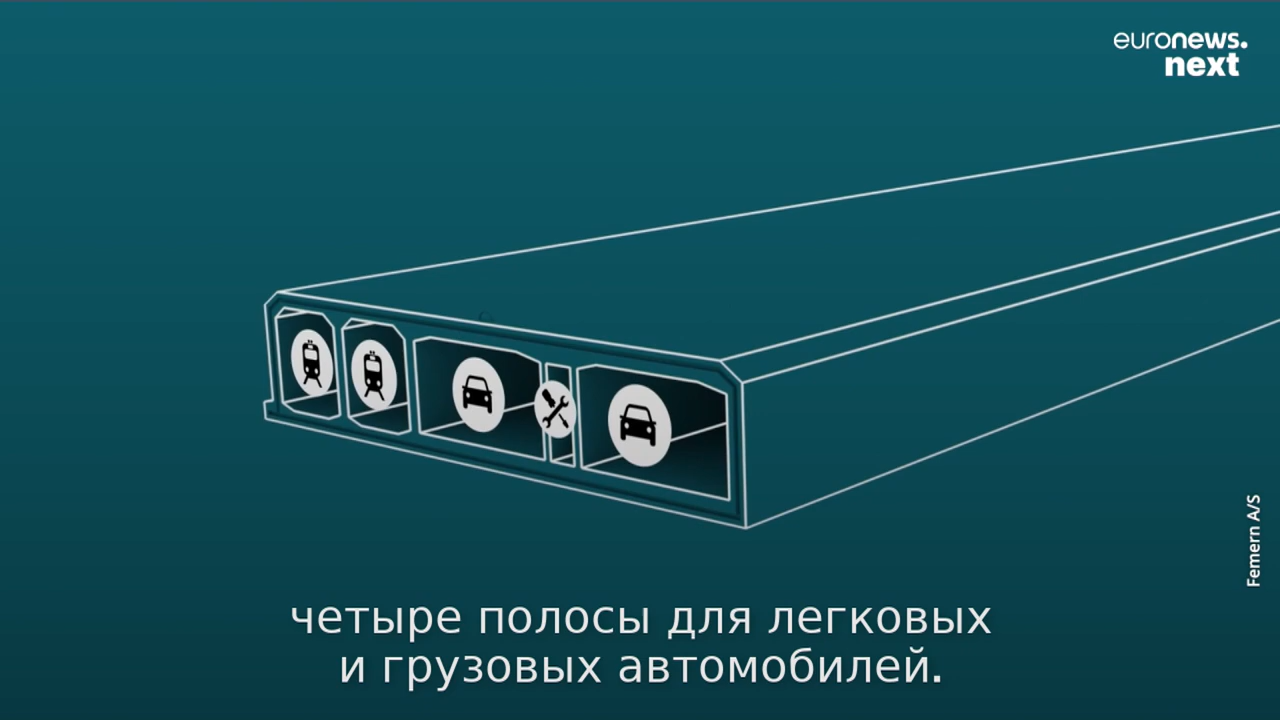 euronews.
next
Femern A/S
четыре полосы для легковых
и грузовых автомобилей.